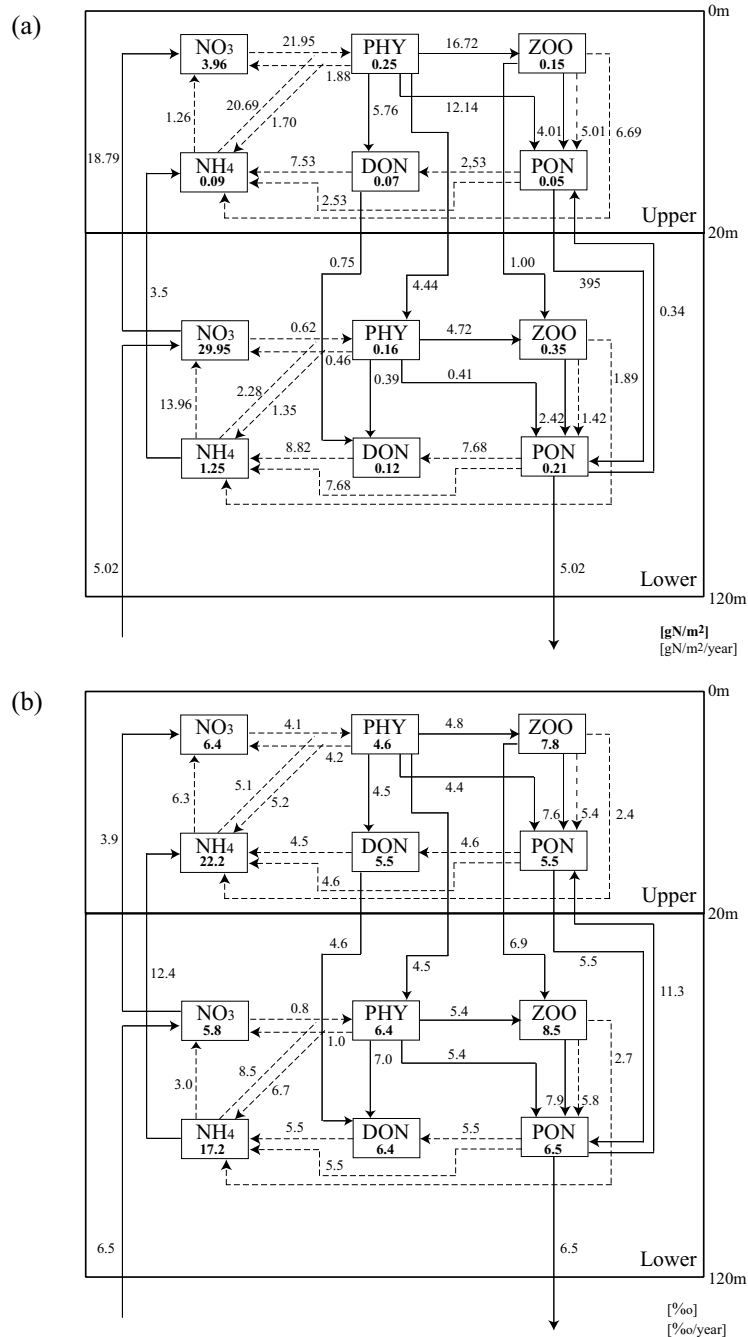 (a)
0m
NO3 21.95 PHY 16.72 ZOO
3.96 0.25 0.15
1.88
20.69 5.76 12.14
1.26 1.70 4.01 5.01 6.69
18.79
NH4 7.53 DON 2,53 PON
0.09 0.07 0.05
2.53
Upper
20m
0.75 1.00 395
4.44
3.5 0.34
NO3 0.62 PHY 4.72 ZOO
29.95 0.16 0.35
0.46
2.28 0.39 0.41 1.89
13.96 1.35 2.42 1.42
NH4 8.82 DON 7.68 PON
1.25 0.12 0.21
7.68
5.02 5.02
Lower
120m
[gN/m2]
[gN/m2/year]
(b)
0m
NO3 4.1 PHY 4.8 ZOO
6.4 4.6 7.8
4.2
5.1 4.5 4.4
6.3 5.2 7.6 5.4 2.4
3.9
NH4 4.5 DON 4.6 PON
22.2 5.5 5.5
4.6
Upper
20m
4.6 6.9 5.5
4.5
12.4 11.3
NO3 0.8 PHY 5.4 ZOO
5.8 6.4 8.5
1.0
8.5 7.0 5.4 2.7
3.0 6.7 7.9 5.8
NH4 5.5 DON 5.5 PON
17.2 6.4 6.5
5.5
6.5 6.5
Lower
120m
[‰]
[‰/year]